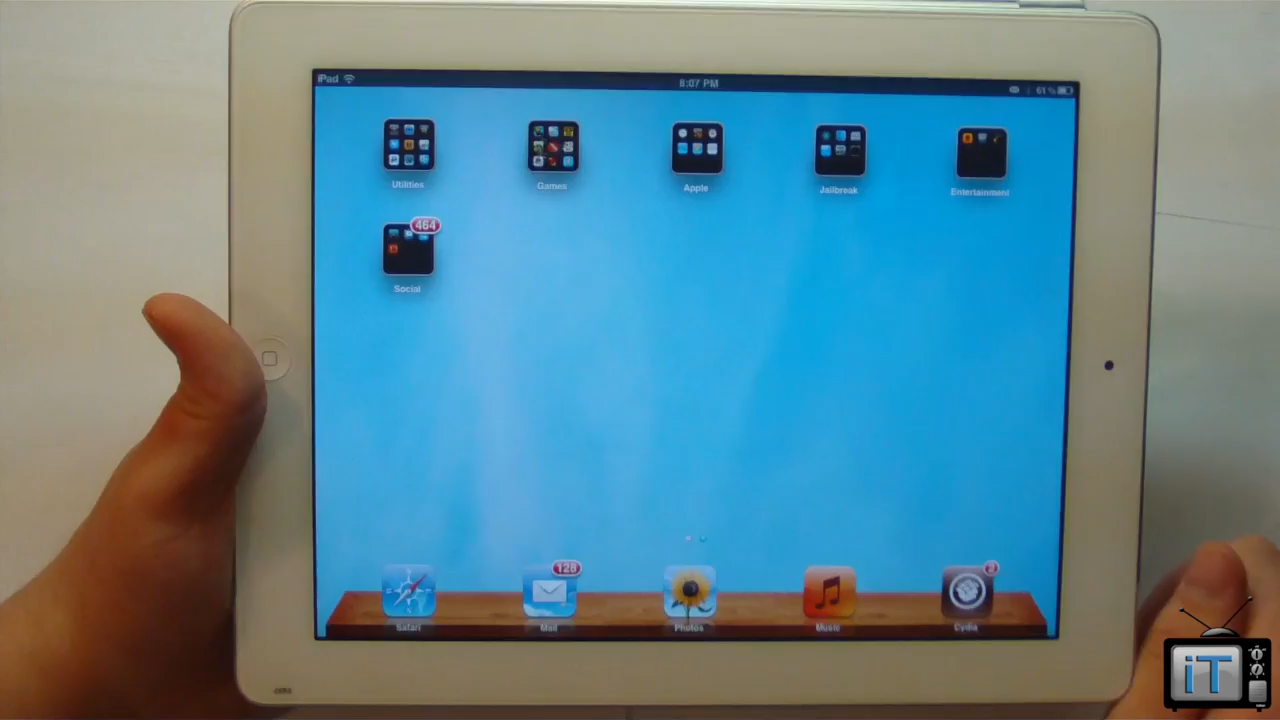 iPad 8:07 PM 61%
Utilities Games Apple Jailbreak Entertainment
464
Social
128 2
Safari Mail Photos Music Cydia
iT